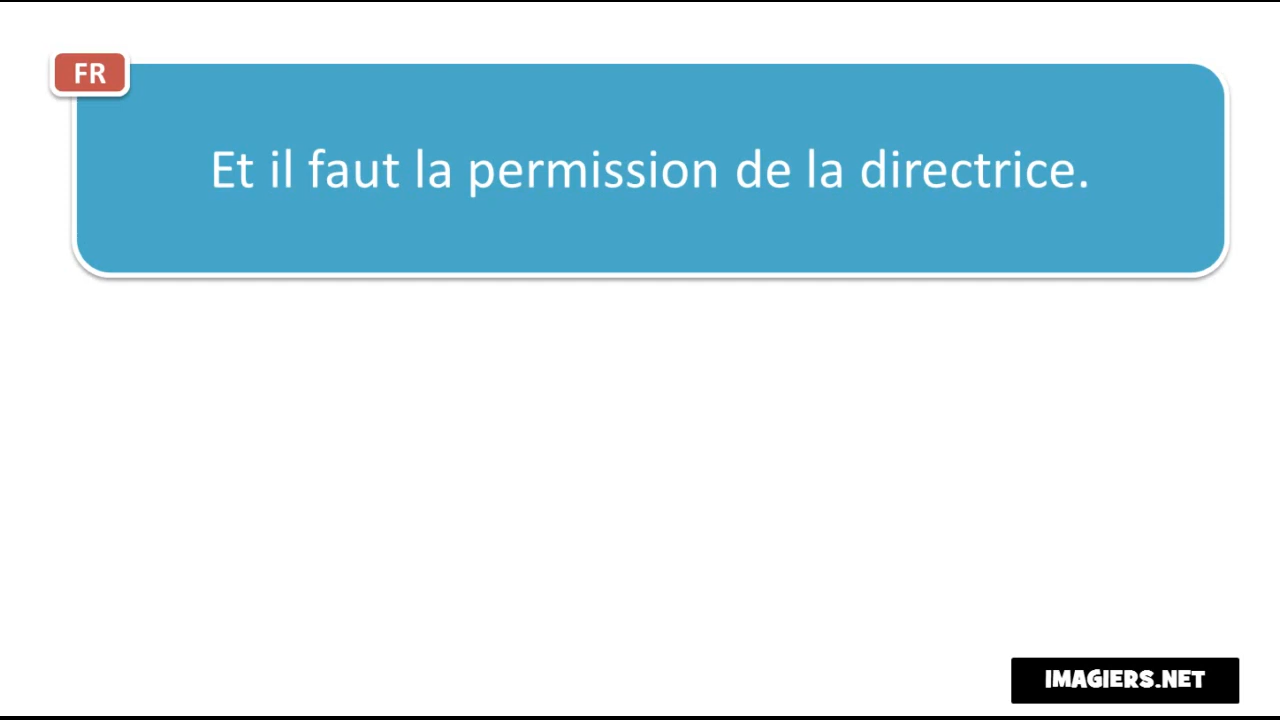 FR
Et il faut la permission de la directrice.
IMAGIERS.NET